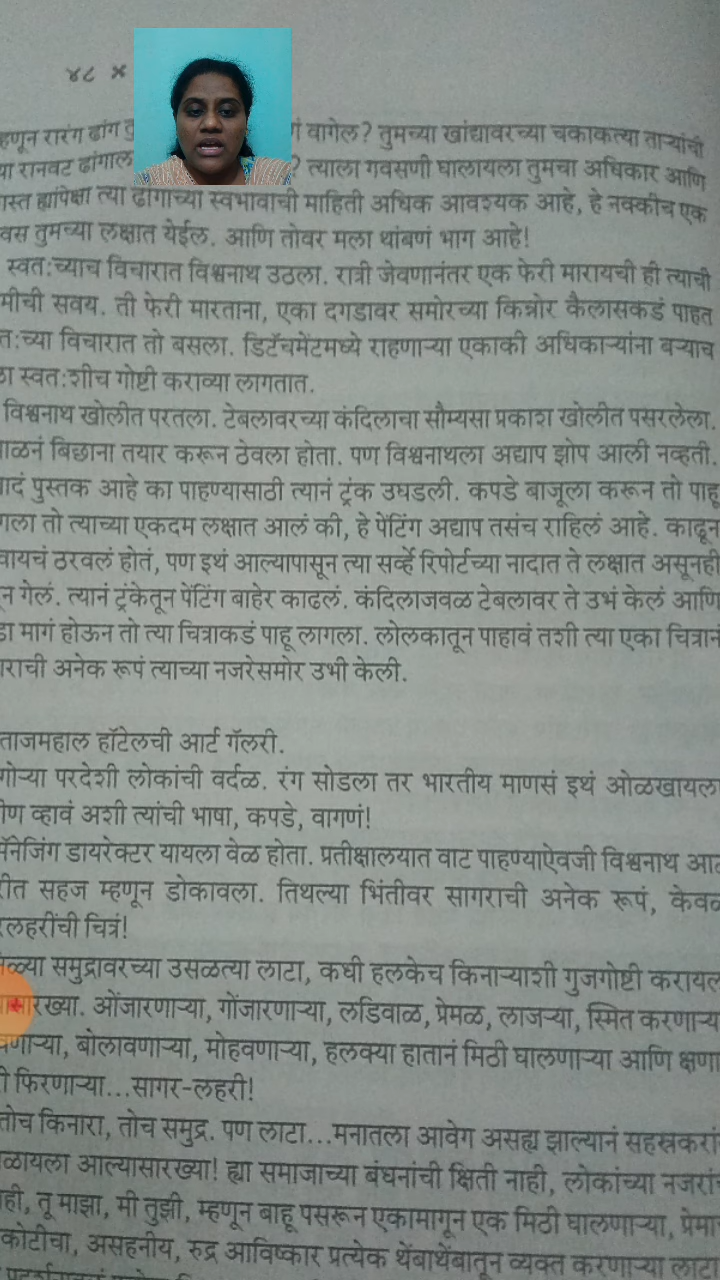 ४८ ×
रारंग ढांग वागेल? तुमच्या खांद्यावरच्या चकाकत्या ताऱ्यांची
या रानवट ढांगाल ? त्याला गवसणी घालायला तुमचा अधिकार आणि
ास्त ह्यांपेक्षा त्या ढांगाच्या स्वभावाची माहिती अधिक आवश्यक आहे, हे नक्कीच एक
वस तुमच्या लक्षात येईल. आणि तोवर मला थांबणं भाग आहे!
स्वतःच्याच विचारात विश्वनाथ उठला. रात्री जेवणानंतर एक फेरी मारायची ही त्याची
मीची सवय. ती फेरी मारताना, एका दगडावर समोरच्या किन्नोर कैलासकडं पाहत
तःच्या विचारात तो बसला. डिटॅचमेंटमध्ये राहणाऱ्या एकाकी अधिकाऱ्यांना बऱ्याच
ा स्वतःशीच गोष्टी कराव्या लागतात.
विश्वनाथ खोलीत परतला. टेबलावरच्या कंदिलाचा सौम्यसा प्रकाश खोलीत पसरलेला.
ाळनं बिछाना तयार करून ठेवला होता. पण विश्वनाथला अद्याप झोप आली नव्हती.
ादं पुस्तक आहे का पाहण्यासाठी त्यानं ट्रंक उघडली. कपडे बाजूला करून तो पाहू
गला तो त्याच्या एकदम लक्षात आलं की, हे पेंटिंग अद्याप तसंच राहिलं आहे. काढून
वायचं ठरवलं होतं, पण इथं आल्यापासून त्या सर्व्हे रिपोर्टच्या नादात ते लक्षात असूनही
न गेलं. त्यानं ट्रंकेतून पेंटिंग बाहेर काढलं. कंदिलाजवळ टेबलावर ते उभं केलं आणि
डा मागं होऊन तो त्या चित्राकडं पाहू लागला. लोलकातून पाहावं तशी त्या एका चित्रानं
ाराची अनेक रूपं त्याच्या नजरेसमोर उभी केली.
ताजमहाल हॉटेलची आर्ट गॅलरी.
गोऱ्या परदेशी लोकांची वर्दळ. रंग सोडला तर भारतीय माणसं इथं ओळखायला
ीण व्हावं अशी त्यांची भाषा, कपडे, वागणं!
मॅनेजिंग डायरेक्टर यायला वेळ होता. प्रतीक्षालयात वाट पाहण्याऐवजी विश्वनाथ आ
रीत सहज म्हणून डोकावला. तिथल्या भिंतीवर सागराची अनेक रूपं, केवळ
लहरींची चित्रं!
ळ्या समुद्रावरच्या उसळत्या लाटा, कधी हलकेच किनाऱ्याशी गुजगोष्टी करायल
ारख्या. ओंजारणाऱ्या, गोंजारणाऱ्या, लडिवाळ, प्रेमळ, लाजऱ्या, स्मित करणाऱ्य
वणाऱ्या, बोलावणाऱ्या, मोहवणाऱ्या, हलक्या हातानं मिठी घालणाऱ्या आणि क्षणा
ी फिरणाऱ्या...सागर-लहरी!
तोच किनारा, तोच समुद्र. पण लाटा...मनातला आवेग असह्य झाल्यानं सहस्रकरां
ळायला आल्यासारख्या! ह्या समाजाच्या बंधनांची क्षिती नाही, लोकांच्या नजरां
ही, तू माझा, मी तुझी, म्हणून बाहू पसरून एकामागून एक मिठी घालणाऱ्या, प्रेमा
कोटीचा, असहनीय, रुद्र आविष्कार प्रत्येक थेंबाथेंबातून व्यक्त करणाऱ्या लाटा